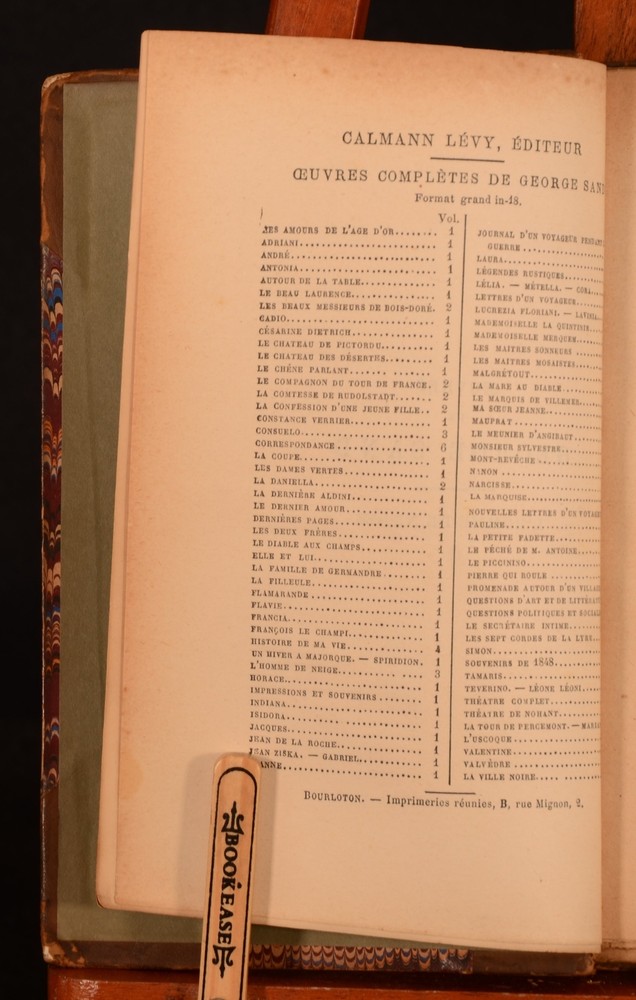 CALMANN LÉVY, ÉDITEUR
ŒUVRES COMPLÈTES DE GEORGE
Format grand in-18.
Vol.
LES AMOURS DE L'AGE D'OR........ 1
ADRIANI........ 1
ANDRÉ........ 1
ANTONIA........ 1
AUTOUR DE LA TABLE........ 1
LE BEAU LAURENCE........ 1
LES BEAUX MESSIEURS DE BOIS-DORÉ. 2
CADIO........ 1
CÉSARINE DIETRICH........ 1
LE CHATEAU DE PICTORDU........ 1
LE CHATEAU DES DÉSERTES........ 1
LE CHÊNE PARLANT........ 1
LE COMPAGNON DU TOUR DE FRANCE. 2
LA COMTESSE DE RUDOLSTADT........ 2
LA CONFESSION D'UNE JEUNE FILLE.. 2
CONSTANCE VERRIER........ 1
CONSUELO........ 3
CORRESPONDANCE........ 6
LA COUPE........ 1
LES DAMES VERTES........ 1
LA DANIELLA........ 2
LA DERNIÈRE ALDINI........ 1
LE DERNIER AMOUR........ 1
DERNIÈRES PAGES........ 1
LES DEUX FRÈRES........ 1
LE DIABLE AUX CHAMPS........ 1
ELLE ET LUI........ 1
LA FAMILLE DE GERMANDRE........ 1
LA FILLEULE........ 1
FLAMARANDE........ 1
FLAVIE........ 1
FRANCIA........ 1
FRANÇOIS LE CHAMPI........ 1
HISTOIRE DE MA VIE........ 4
UN HIVER A MAJORQUE. — SPIRIDION. 1
L'HOMME DE NEIGE........ 3
HORACE........ 1
IMPRESSIONS ET SOUVENIRS........ 1
INDIANA........ 1
ISIDORA........ 1
JACQUES........ 1
JEAN DE LA ROCHE........ 1
JEAN ZISKA. — GABRIEL........ 1
JEANNE........ 1
JOURNAL D'UN VOYAGEUR
GUERRE........
LAURA........
LÉGENDES RUSTIQUES........
LÉLIA. — MÉTELLA. —
LETTRES D'UN VOYAGEUR........
LUCREZIA FLORIANI. —
MADEMOISELLE LA QUINTINIE...
MADEMOISELLE MERQUEM........
LES MAITRES SONNEURS........
LES MAITRES MOSAISTES........
MALGRÉTOUT........
LA MARE AU DIABLE........
LE MARQUIS DE VILLEMER........
MA SŒUR JEANNE........
MAUPRAT........
LE MEUNIER D'ANGIBAUT........
MONSIEUR SYLVESTRE........
MONT-REVÊCHE........
NANON........
NARCISSE........
LA MARQUISE........
NOUVELLES LETTRES D'UN
PAULINE........
LA PETITE FADETTE........
LE PÉCHÉ DE M. ANTOINE........
LE PICCININO........
PIERRE QUI ROULE........
PROMENADE AUTOUR D'UN
QUESTIONS D'ART ET DE
QUESTIONS POLITIQUES ET
LE SECRÉTAIRE INTIME........
LES SEPT CORDES DE LA LYRE...
SIMON........
SOUVENIRS DE 1848........
TAMARIS........
TEVERINO. — LÉONE LÉONI........
THÉATRE COMPLET........
THÉATRE DE NOHANT........
LA TOUR DE PERCEMONT. —
L'USCOQUE........
VALENTINE........
VALVÈDRE........
LA VILLE NOIRE........
BOURLOTON. — Imprimeries réunies, B, rue Mignon, 2.
BOOKEASE